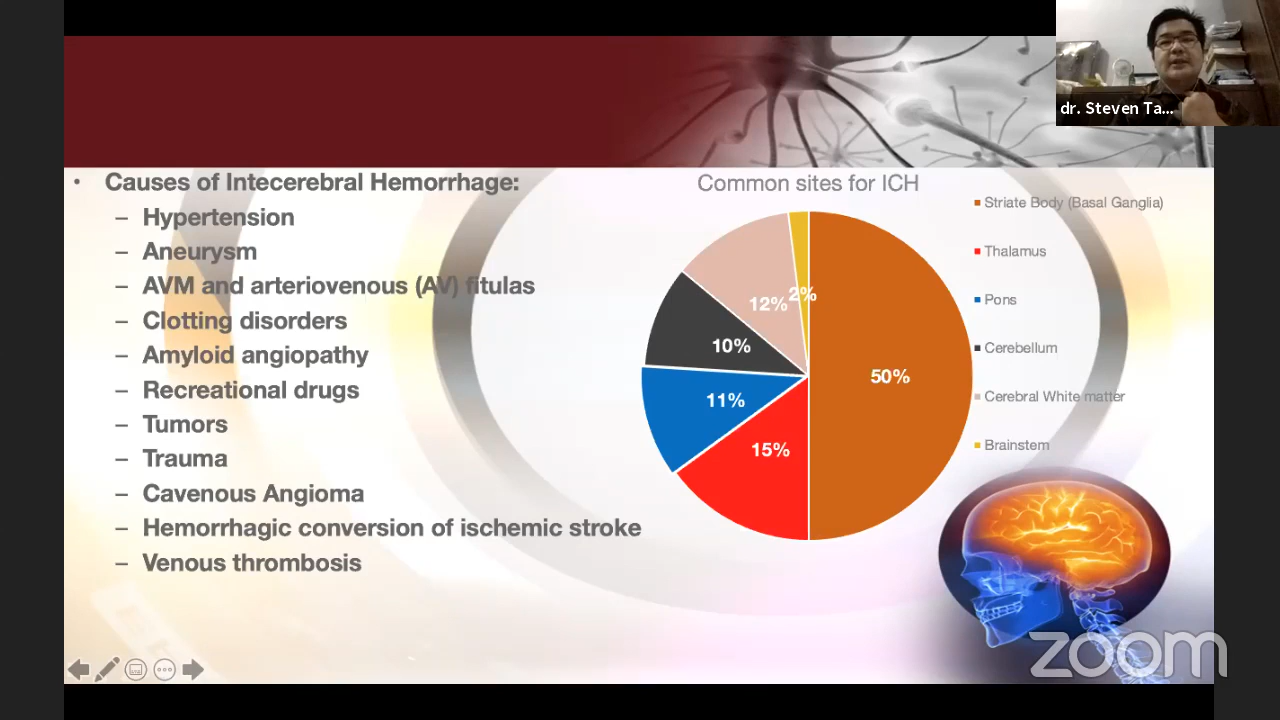 dr. Steven Ta...
• Causes of Intecerebral Hemorrhage:
– Hypertension
– Aneurysm
– AVM and arteriovenous (AV) fitulas
– Clotting disorders
– Amyloid angiopathy
– Recreational drugs
– Tumors
– Trauma
– Cavenous Angioma
– Hemorrhagic conversion of ischemic stroke
– Venous thrombosis
Common sites for ICH
50%
15%
11%
10%
12%
2%
Striate Body (Basal Ganglia)
Thalamus
Pons
Cerebellum
Cerebral White matter
Brainstem
zoom